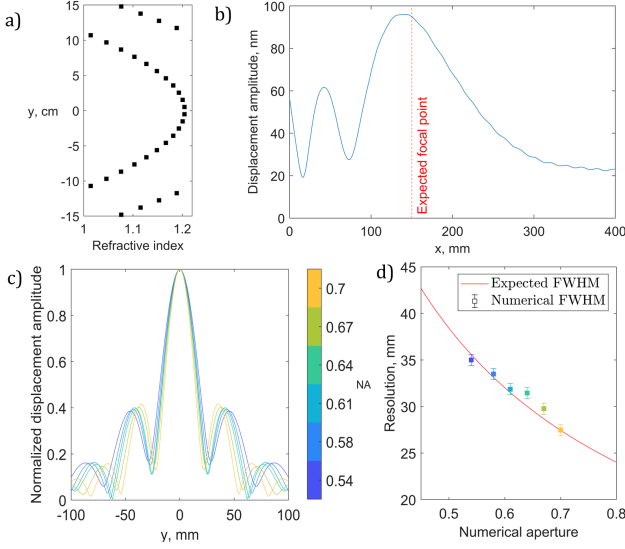 a)
15
10
5
0
-5
-10
-15
y, cm
1
1.1
1.2
Refractive index
b)
100
80
60
40
20
Displacement amplitude, nm
Expected focal point
0
100
200
300
400
x, mm
c)
1
0.8
0.6
0.4
0.2
0
Normalized displacement amplitude
-100
-50
0
50
100
y, mm
0.7
0.67
0.64
0.61
0.58
0.54
NA
d)
45
40
35
30
25
20
Resolution, mm
Expected FWHM
Numerical FWHM
0.5
0.6
0.7
0.8
Numerical aperture